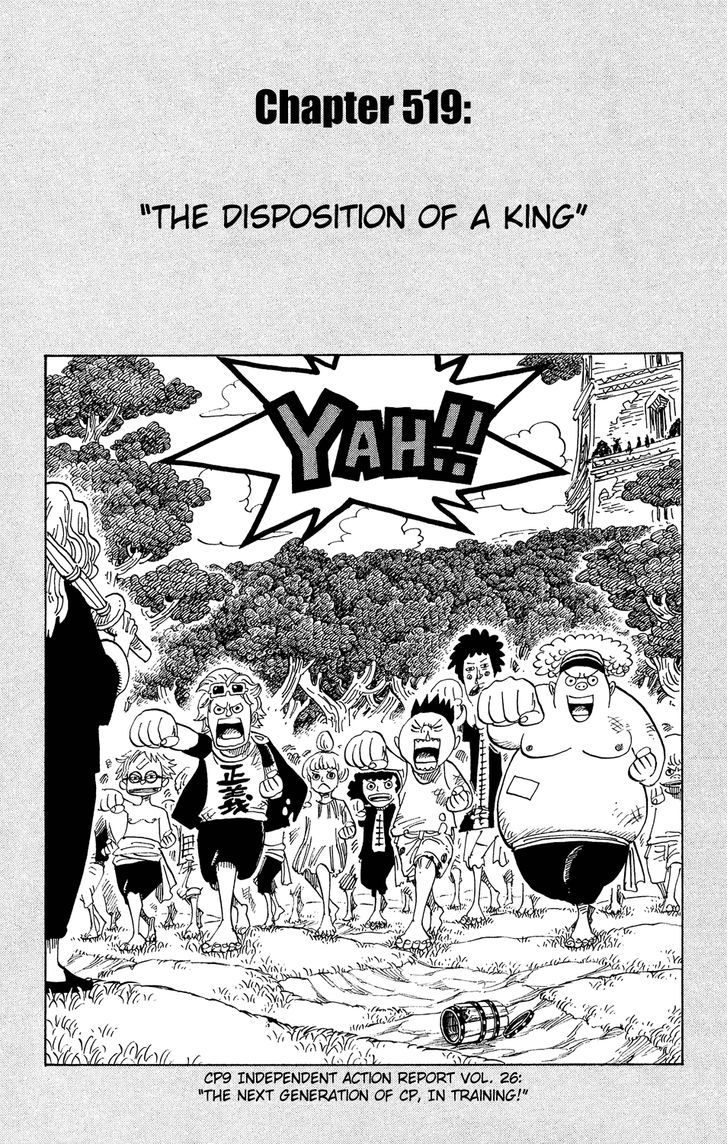 Chapter 519:
"THE DISPOSITION OF A KING"
YAH!!
正義
CP9 INDEPENDENT ACTION REPORT VOL. 26:
"THE NEXT GENERATION OF CP, IN TRAINING!"